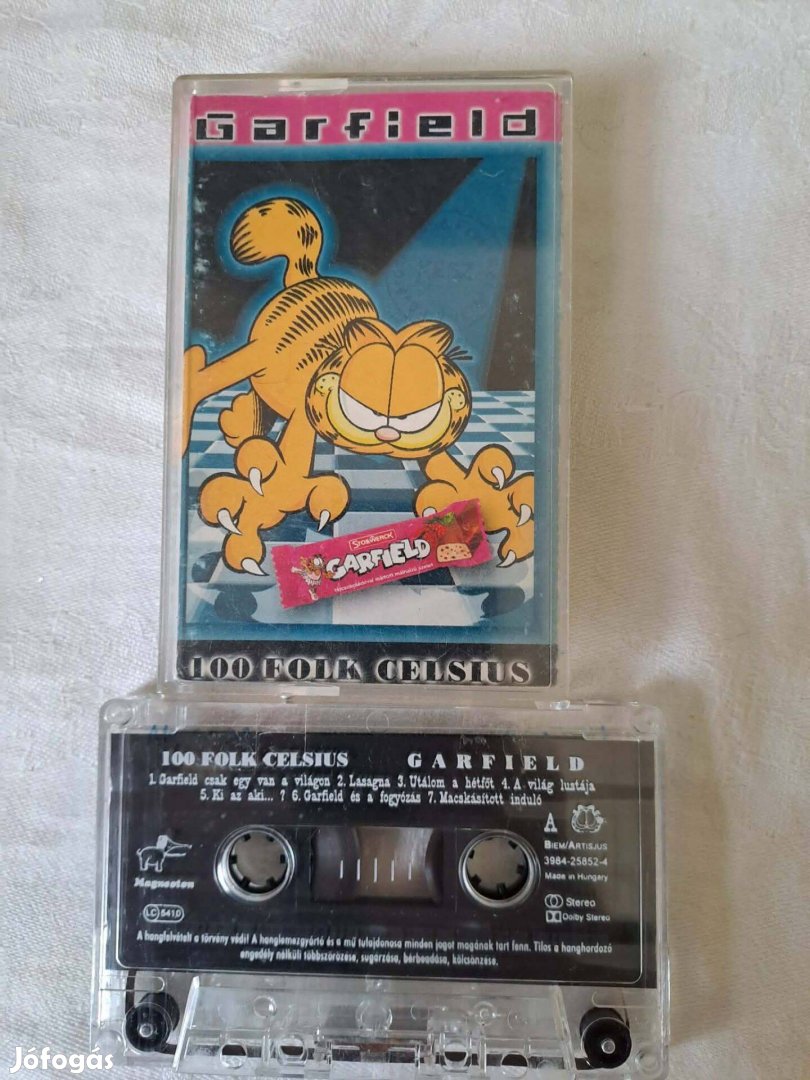 Garfield
STOLLWERCK
GARFIELD
100 FOLK CELSIUS
100 FOLK CELSIUS GARFIELD
1. Garfield csak egy van a világon 2. Lasagna 3. Utálom a hétfőt 4. A világ lustája
5. Ki az aki... ? 6. Garfield és a fogyózás 7. Macskásított induló
A
BIEM/ARTISJUS
3984-25852-4
Made in Hungary
Magneoton
LC 5410
Stereo
Dolby Stereo
A hangfelvételt a törvény védi! A hanglemezgyártó és a mű tulajdonosa minden jogot magának tart fenn. Tilos a hanghordozó
engedély nélküli többszörözése, sugárzása, bérbeadása, kölcsönzése.
Jófogás